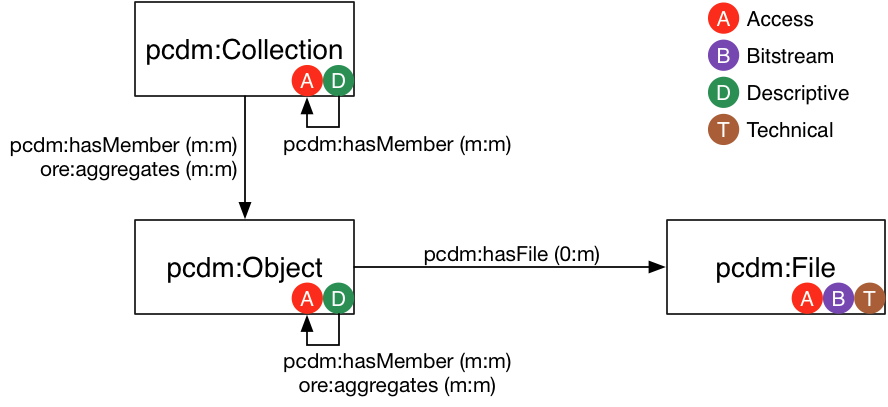 pcdm:Collection
A D
pcdm:hasMember (m:m)
pcdm:hasMember (m:m)
ore:aggregates (m:m)
pcdm:Object
A D
pcdm:hasMember (m:m)
ore:aggregates (m:m)
pcdm:hasFile (0:m)
pcdm:File
A B T
A Access
B Bitstream
D Descriptive
T Technical